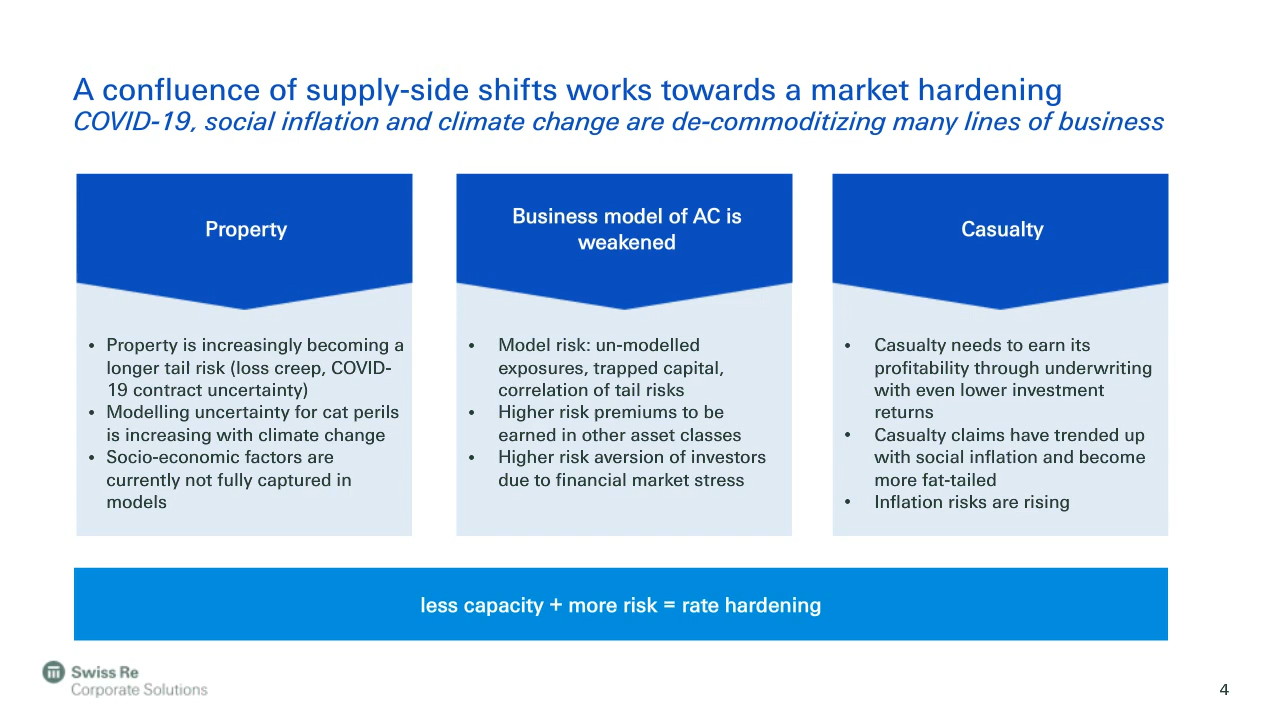 A confluence of supply-side shifts works towards a market hardening
COVID-19, social inflation and climate change are de-commoditizing many lines of business
Property
• Property is increasingly becoming a
longer tail risk (loss creep, COVID-
19 contract uncertainty)
• Modelling uncertainty for cat perils
is increasing with climate change
• Socio-economic factors are
currently not fully captured in
models
Business model of AC is
weakened
• Model risk: un-modelled
exposures, trapped capital,
correlation of tail risks
• Higher risk premiums to be
earned in other asset classes
• Higher risk aversion of investors
due to financial market stress
Casualty
• Casualty needs to earn its
profitability through underwriting
with even lower investment
returns
• Casualty claims have trended up
with social inflation and become
more fat-tailed
• Inflation risks are rising
less capacity + more risk = rate hardening
Swiss Re
Corporate Solutions
4